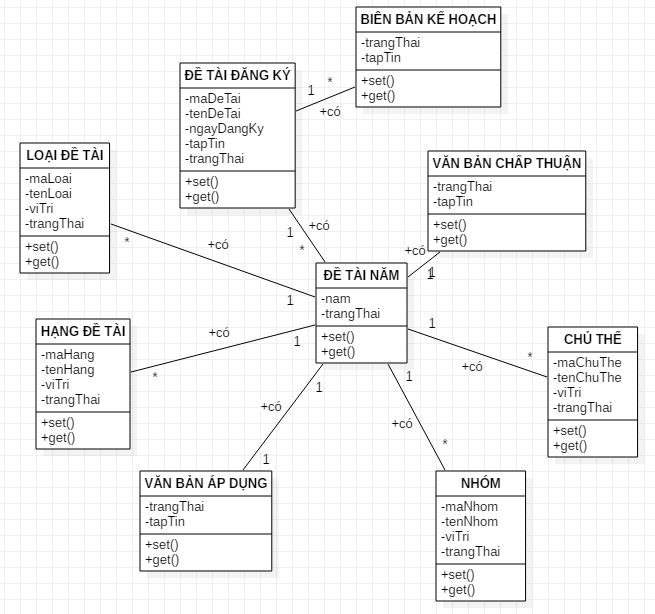 BIÊN BẢN KẾ HOẠCH
-trangThai
-tapTin
+set()
+get()
ĐỀ TÀI ĐĂNG KÝ
-maDeTai
-tenDeTai
-ngayDangKy
-tapTin
-trangThai
+set()
+get()
1
*
+có
LOẠI ĐỀ TÀI
-maLoai
-tenLoai
-viTri
-trangThai
+set()
+get()
VĂN BẢN CHẤP THUẬN
-trangThai
-tapTin
+set()
+get()
+có
1
*
*
+có
1
+có
1
1
ĐỀ TÀI NĂM
-nam
-trangThai
+set()
+get()
HẠNG ĐỀ TÀI
-maHang
-tenHang
-viTri
-trangThai
+set()
+get()
+có
1
*
1
*
+có
CHỦ THỂ
-maChuThe
-tenChuThe
-viTri
-trangThai
+set()
+get()
1
+có
1
1
+có
*
VĂN BẢN ÁP DỤNG
-trangThai
-tapTin
+set()
+get()
NHÓM
-maNhom
-tenNhom
-viTri
-trangThai
+set()
+get()